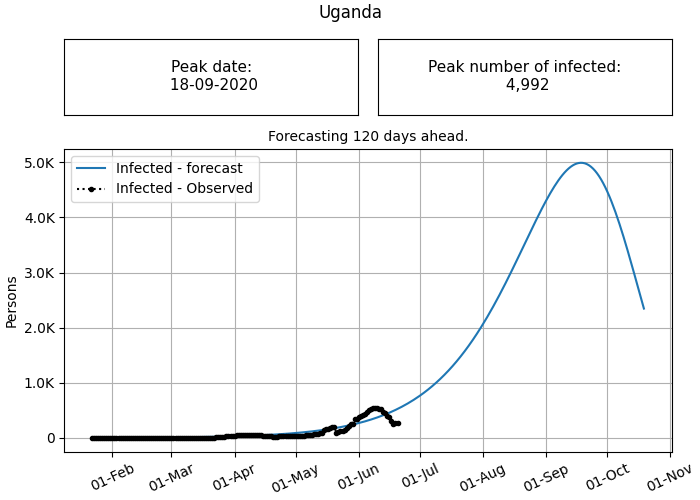 Uganda
Peak date:
18-09-2020
Peak number of infected:
4,992
Forecasting 120 days ahead.
Infected - forecast
Infected - Observed
5.0K
4.0K
3.0K
2.0K
1.0K
0
Persons
01-Feb
01-Mar
01-Apr
01-May
01-Jun
01-Jul
01-Aug
01-Sep
01-Oct
01-Nov